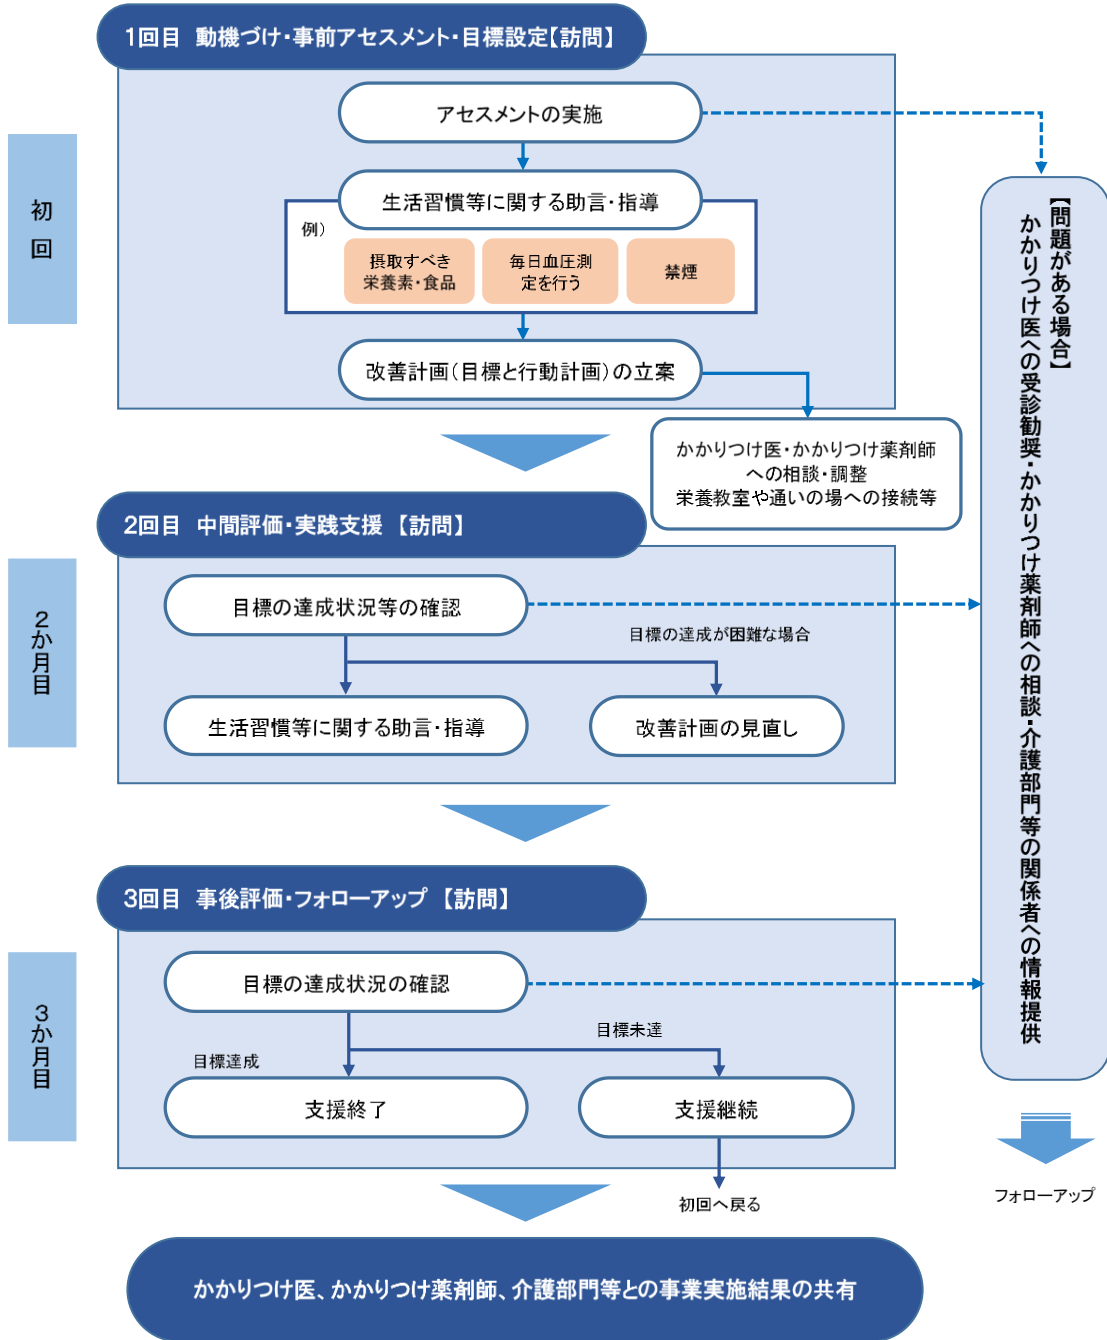 1回目　動機づけ・事前アセスメント・目標設定【訪問】
初回
アセスメントの実施
生活習慣等に関する助言・指導
例）
摂取すべき
栄養素・食品
毎日血圧測
定を行う
禁煙
改善計画（目標と行動計画）の立案
かかりつけ医・かかりつけ薬剤師
への相談・調整
栄養教室や通いの場への接続等
2回目　中間評価・実践支援　【訪問】
２か月目
目標の達成状況等の確認
目標の達成が困難な場合
生活習慣等に関する助言・指導
改善計画の見直し
3回目　事後評価・フォローアップ　【訪問】
３か月目
目標の達成状況の確認
目標未達
目標達成
支援終了
支援継続
初回へ戻る
【問題がある場合】
かかりつけ医への受診勧奨・かかりつけ薬剤師への相談・介護部門等の関係者への情報提供
フォローアップ
かかりつけ医、かかりつけ薬剤師、介護部門等との事業実施結果の共有